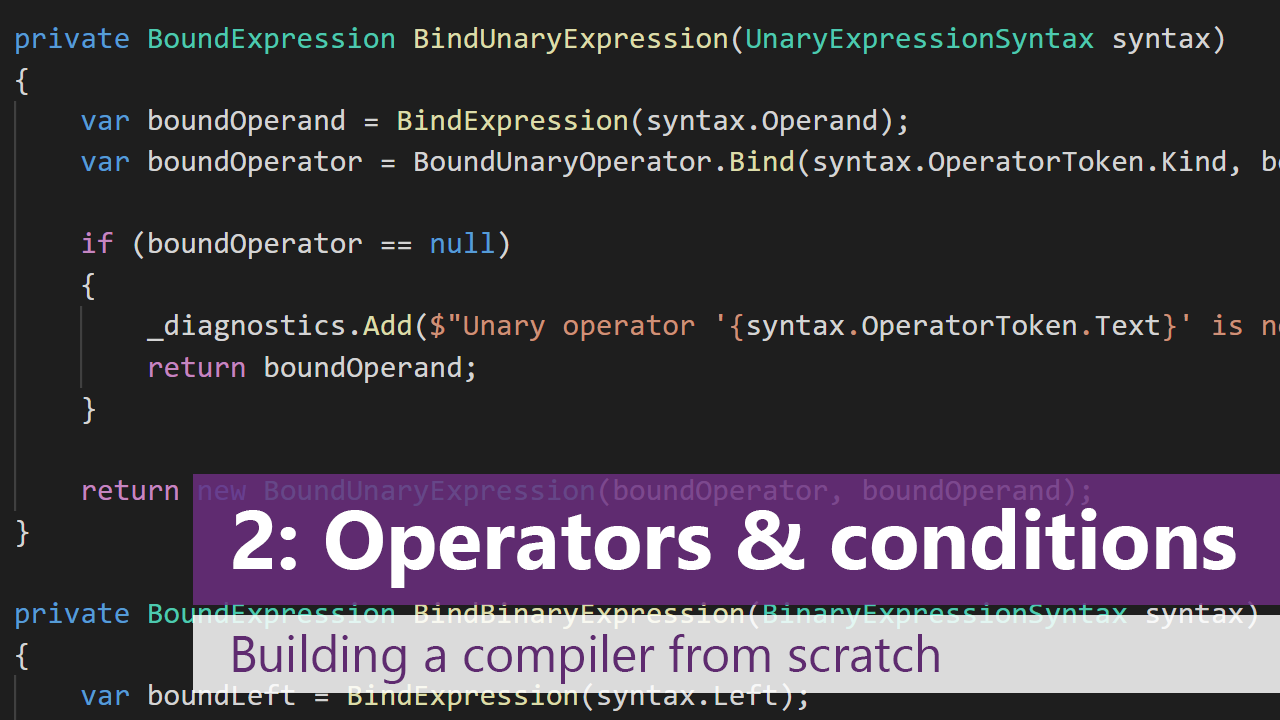 private BoundExpression BindUnaryExpression(UnaryExpressionSyntax syntax)
{
var boundOperand = BindExpression(syntax.Operand);
var boundOperator = BoundUnaryOperator.Bind(syntax.OperatorToken.Kind,
if (boundOperator == null)
{
_diagnostics.Add($"Unary operator '{syntax.OperatorToken.Text}' is
return boundOperand;
}
return new BoundUnaryExpression(boundOperator, boundOperand);
}
2: Operators & conditions
private BoundExpression BindBinaryExpression(BinaryExpressionSyntax syntax)
{
Building a compiler from scratch
var boundLeft = BindExpression(syntax.Left);